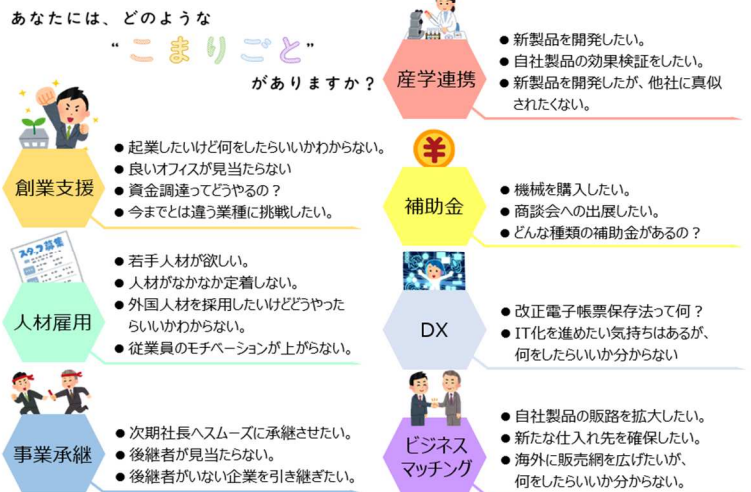 あなたには、どのような
“こまりごと”
がありますか？
創業支援
● 起業したいけど何をしたらいいかわからない。
● 良いオフィスが見当たらない
● 資金調達ってどうやるの？
● 今までとは違う業種に挑戦したい。
スタッフ募集
人材雇用
● 若手人材が欲しい。
● 人材がなかなか定着しない。
● 外国人材を採用したいけどどうやった
らいいかわからない。
● 従業員のモチベーションが上がらない。
事業承継
● 次期社長へスムーズに承継させたい。
● 後継者が見当たらない。
● 後継者がいない企業を引き継ぎたい。
産学連携
● 新製品を開発したい。
● 自社製品の効果検証をしたい。
● 新製品を開発したが、他社に真似
されたくない。
¥
補助金
● 機械を購入したい。
● 商談会への出展したい。
● どんな種類の補助金があるの？
DX
● 改正電子帳票保存法って何？
● IT化を進めたい気持ちはあるが、
何をしたらいいか分からない
ビジネス
マッチング
● 自社製品の販路を拡大したい。
● 新たな仕入れ先を確保したい。
● 海外に販売網を広げたいが、
何をしたらいいか分からない。